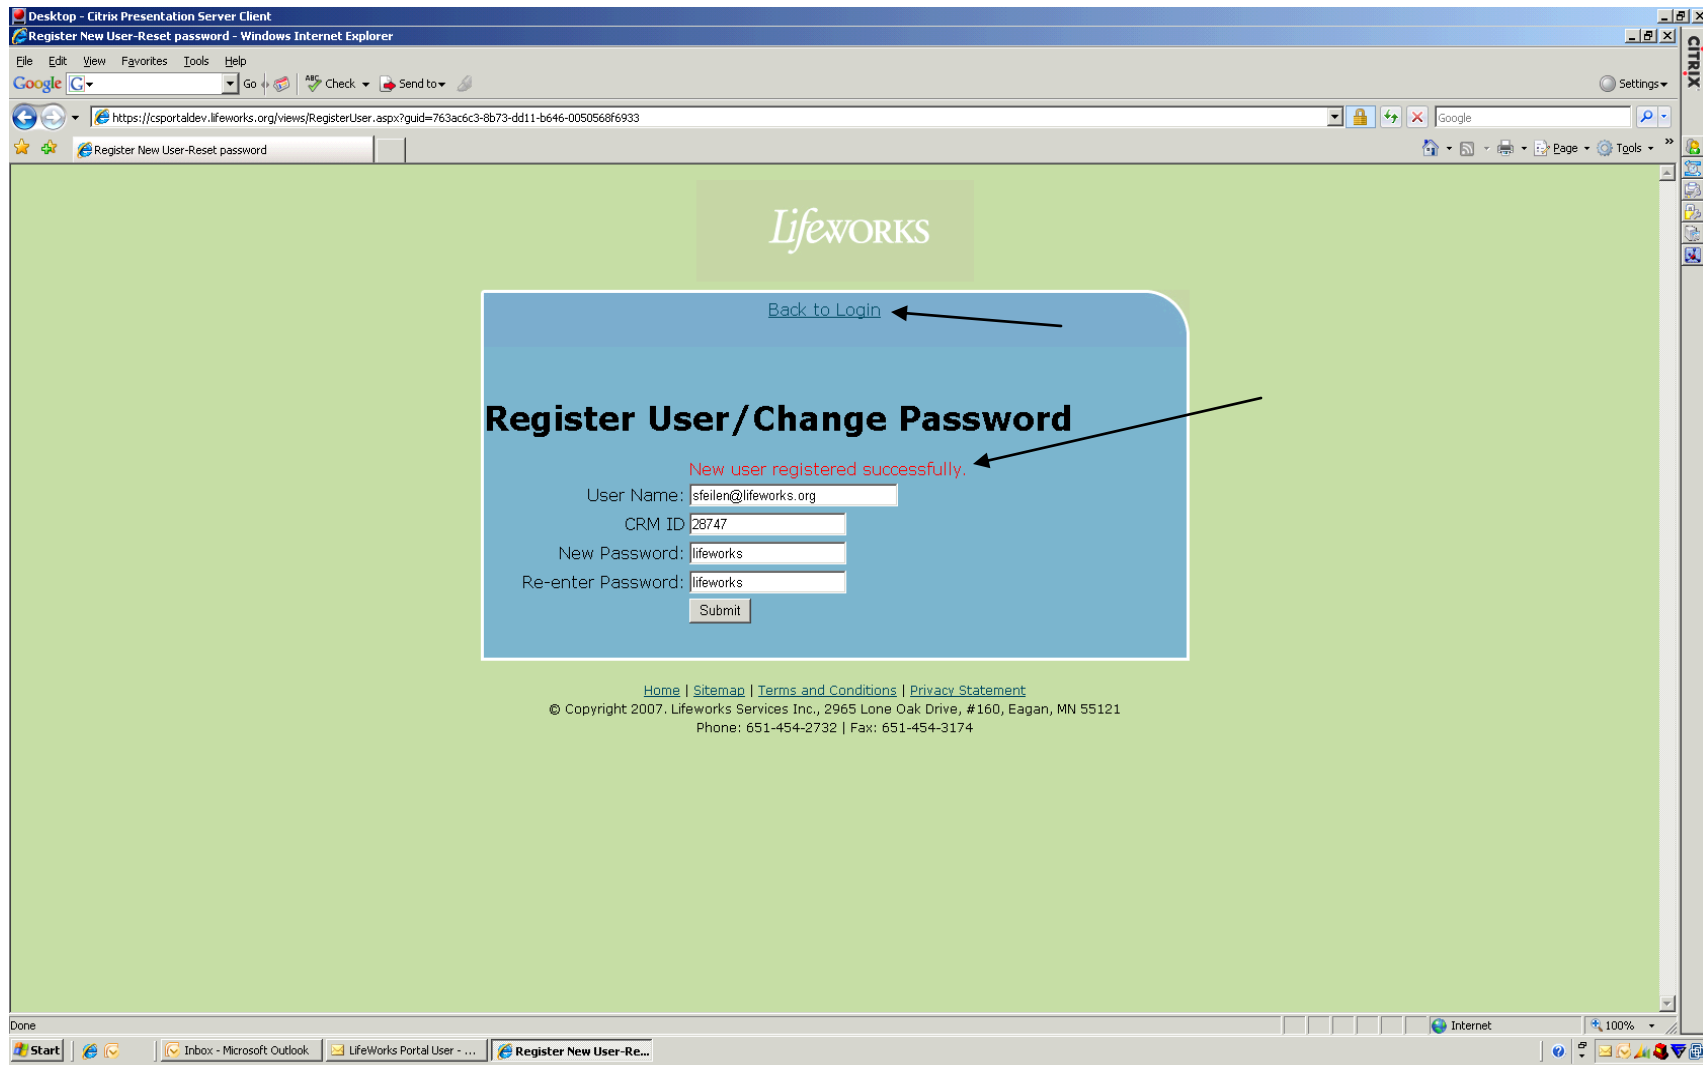 Desktop - Citrix Presentation Server Client
Register New User-Reset password - Windows Internet Explorer
CITRIX
File Edit View Favorites Tools Help
Google G Go ABC Check Send to Settings
https://csportaldev.lifeworks.org/views/RegisterUser.aspx?guid=763ac6c3-8b73-dd11-b646-0050568f6933 Google
Register New User-Reset password Page Tools »
Lifeworks
Back to Login
Register User/Change Password
New user registered successfully.
User Name: sfeilen@lifeworks.org
CRM ID 28747
New Password: lifeworks
Re-enter Password: lifeworks
Submit
Home | Sitemap | Terms and Conditions | Privacy Statement
© Copyright 2007. Lifeworks Services Inc., 2965 Lone Oak Drive, #160, Eagan, MN 55121
Phone: 651-454-2732 | Fax: 651-454-3174
Done Internet 100%
Start Inbox - Microsoft Outlook LifeWorks Portal User - ... Register New User-Re...